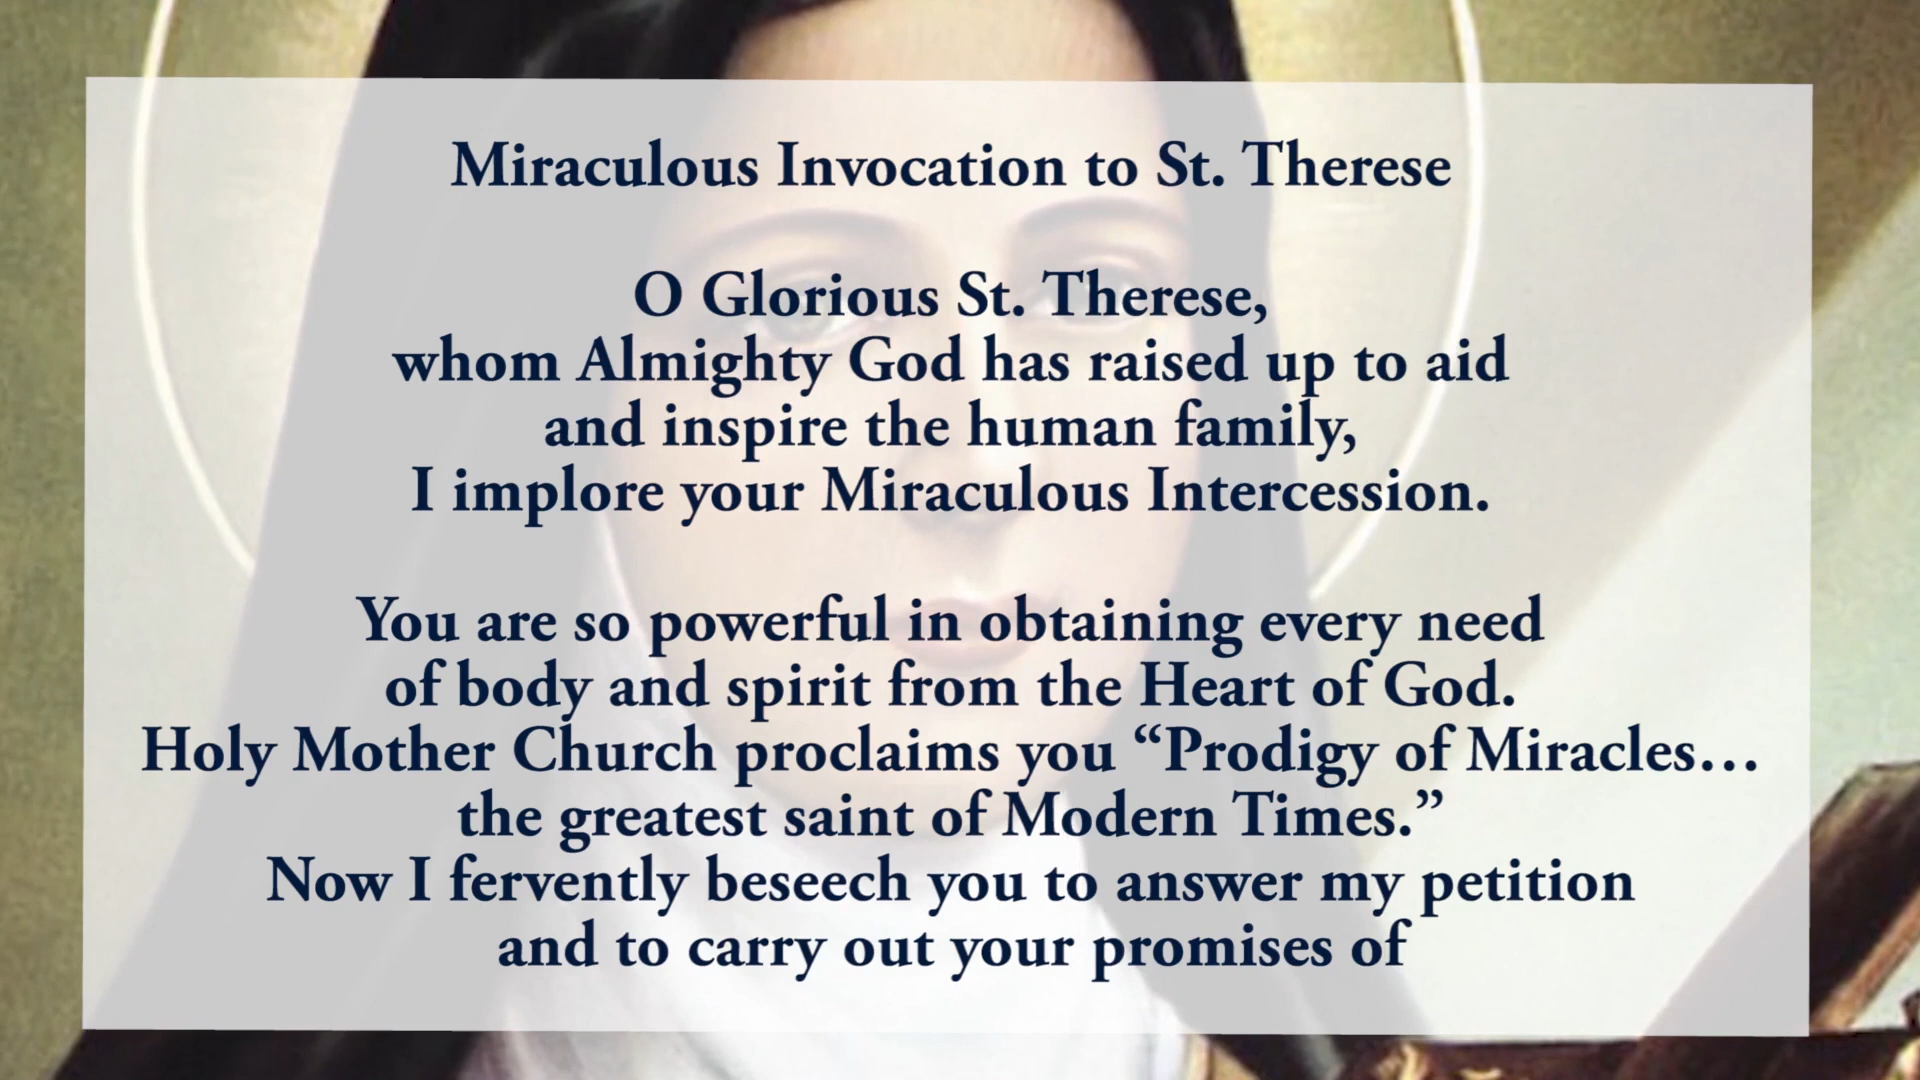 Miraculous Invocation to St. Therese
O Glorious St. Therese,
whom Almighty God has raised up to aid
and inspire the human family,
I implore your Miraculous Intercession.
You are so powerful in obtaining every need
of body and spirit from the Heart of God.
Holy Mother Church proclaims you “Prodigy of Miracles…
the greatest saint of Modern Times.”
Now I fervently beseech you to answer my petition
and to carry out your promises of